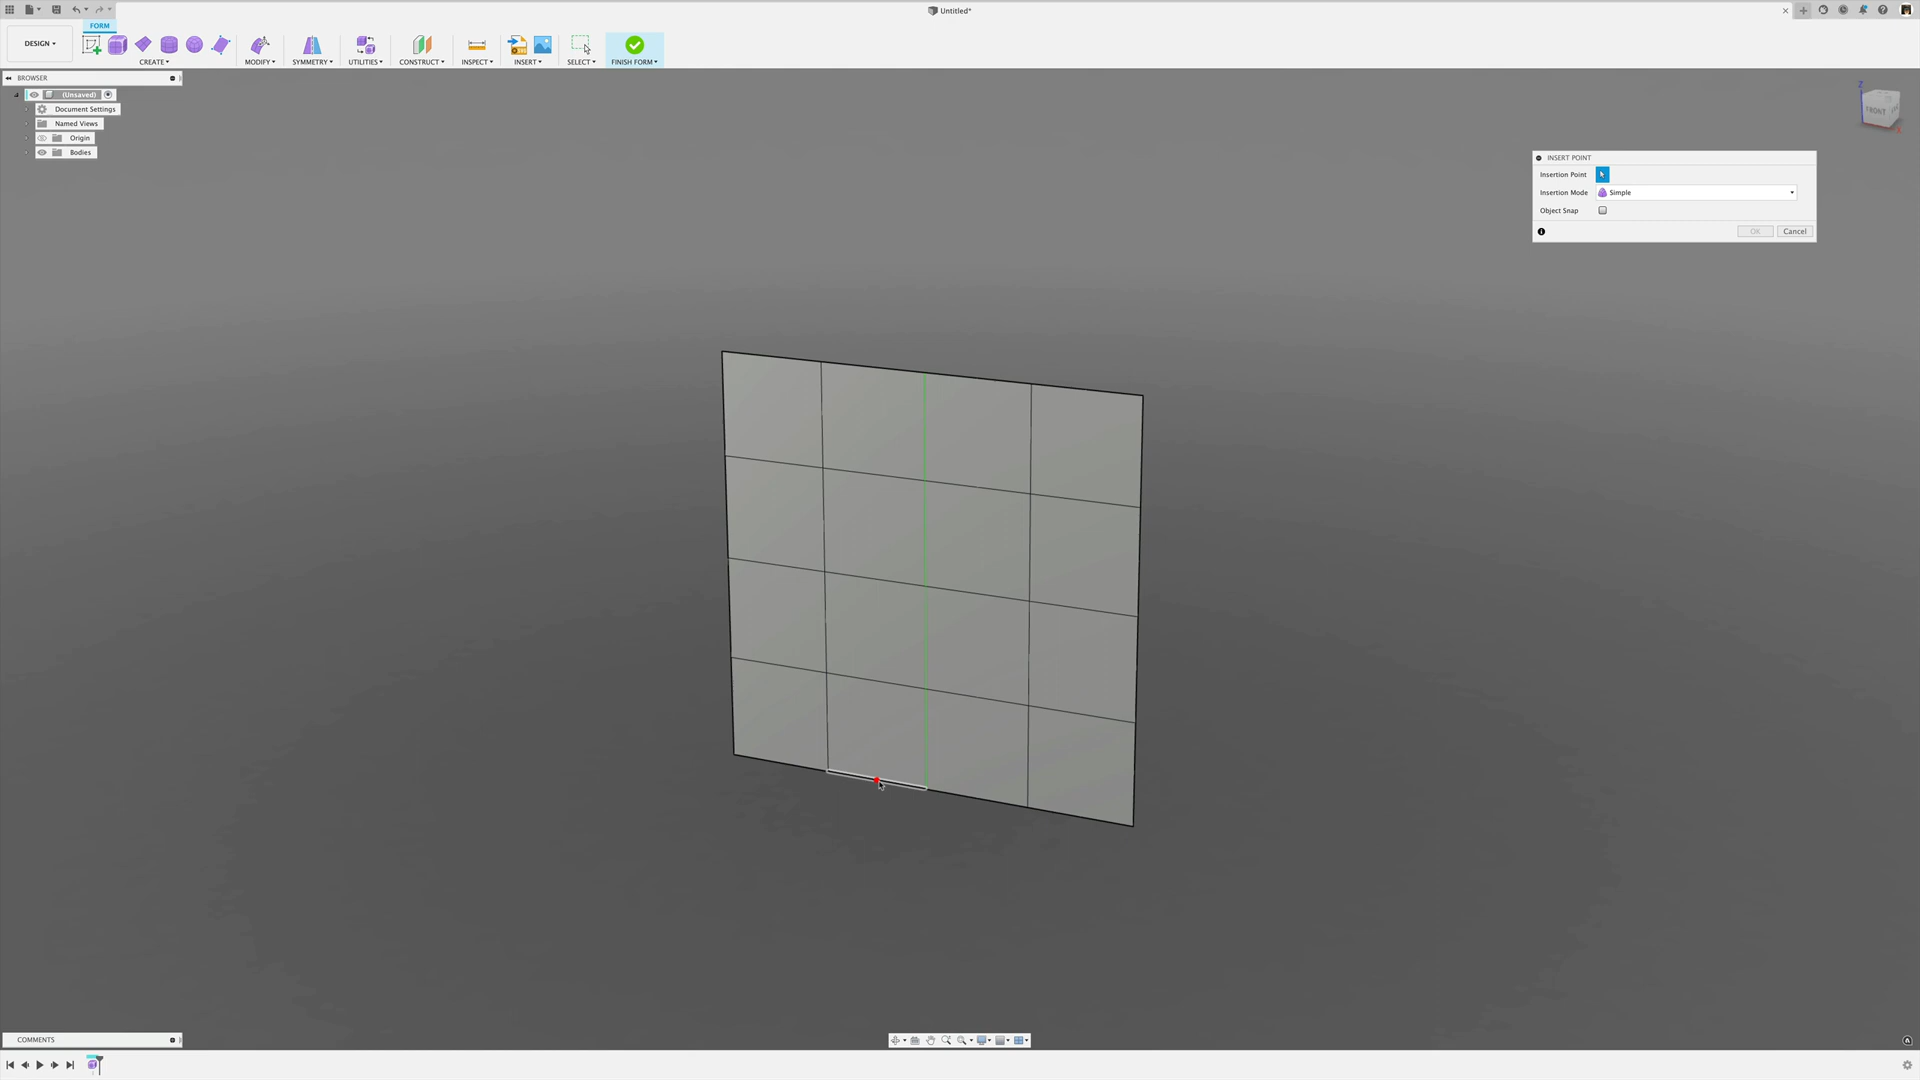 Untitled*
FORM
DESIGN
CREATE
MODIFY
SYMMETRY
UTILITIES
CONSTRUCT
INSPECT
INSERT
SELECT
FINISH FORM
BROWSER
(Unsaved)
Document Settings
Named Views
Origin
Bodies
Z
FRONT
X
INSERT POINT
Insertion Point
Insertion Mode
Simple
Object Snap
OK
Cancel
COMMENTS